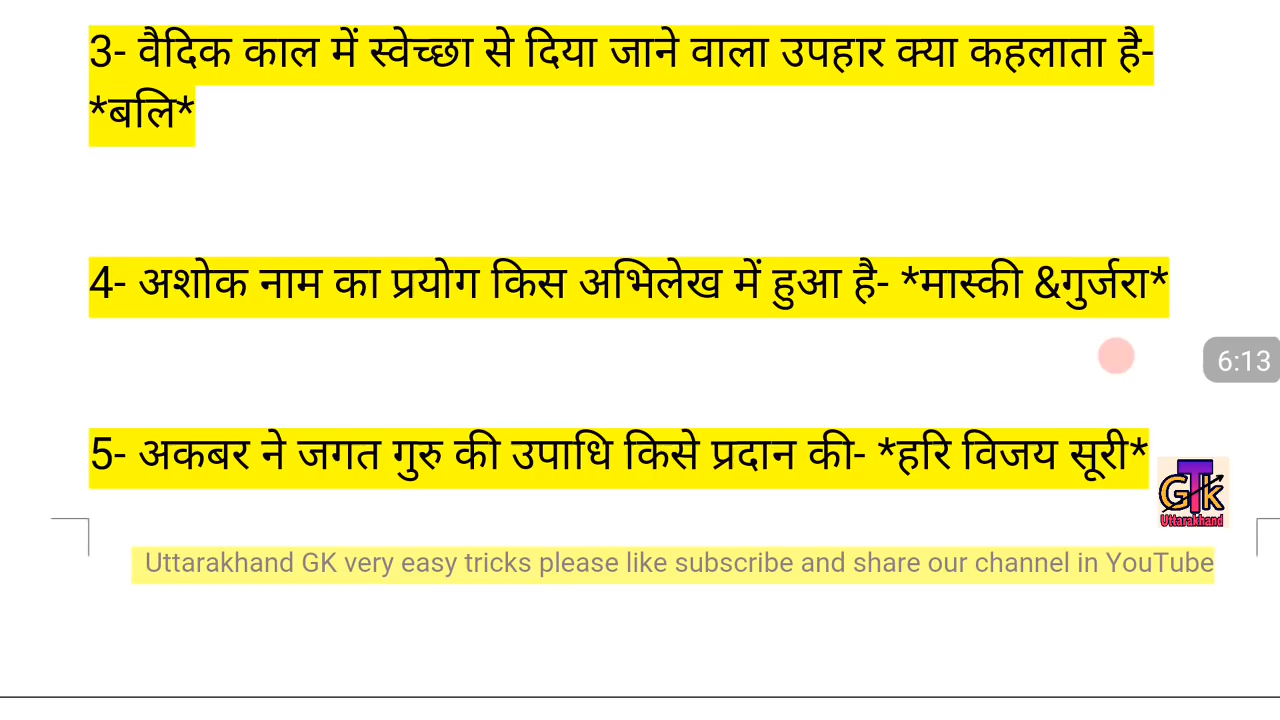 3- वैदिक काल में स्वेच्छा से दिया जाने वाला उपहार क्या कहलाता है-
*बलि*
4- अशोक नाम का प्रयोग किस अभिलेख में हुआ है- *मास्की &गुर्जरा*
6:13
5- अकबर ने जगत गुरु की उपाधि किसे प्रदान की- *हरि विजय सूरी*
GTK
Uttarakhand
Uttarakhand GK very easy tricks please like subscribe and share our channel in YouTube